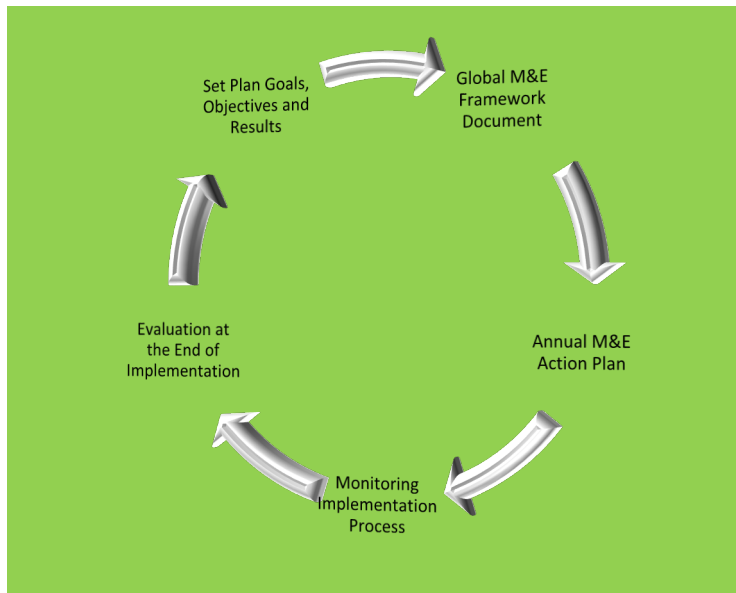 Set Plan Goals,
Objectives and
Results
Global M&E
Framework
Document
Annual M&E
Action Plan
Monitoring
Implementation
Process
Evaluation at
the End of
Implementation